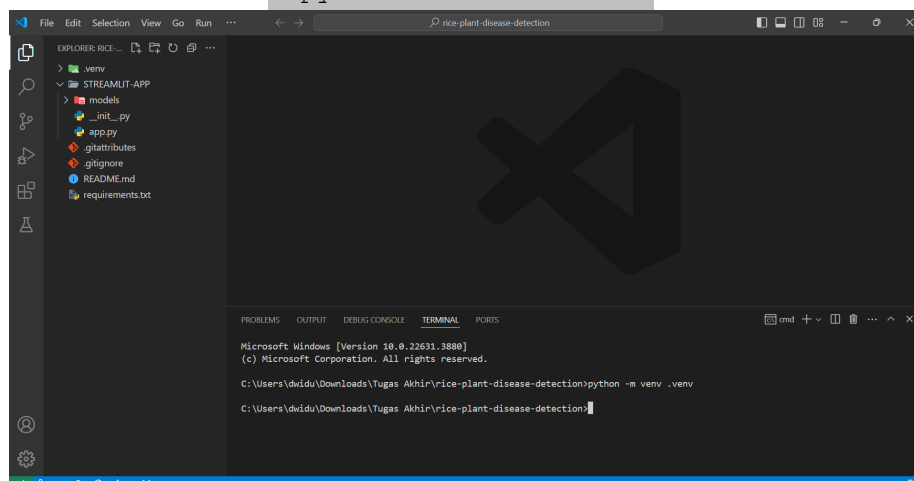 File Edit Selection View Go Run ...
rice-plant-disease-detection
EXPLORER: RICE-...
.venv
STREAMLIT-APP
models
__init__.py
app.py
.gitattributes
.gitignore
README.md
requirements.txt
PROBLEMS OUTPUT DEBUG CONSOLE TERMINAL PORTS
cmd
Microsoft Windows [Version 10.0.22631.3880]
(c) Microsoft Corporation. All rights reserved.
C:\Users\dwidu\Downloads\Tugas Akhir\rice-plant-disease-detection>python -m venv .venv
C:\Users\dwidu\Downloads\Tugas Akhir\rice-plant-disease-detection>